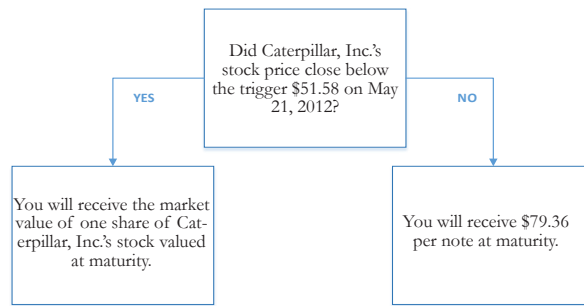 Did Caterpillar, Inc.'s
stock price close below
the trigger $51.58 on May
21, 2012?
YES
NO
You will receive the market
value of one share of Cat-
erpillar, Inc.'s stock valued
at maturity.
You will receive $79.36
per note at maturity.